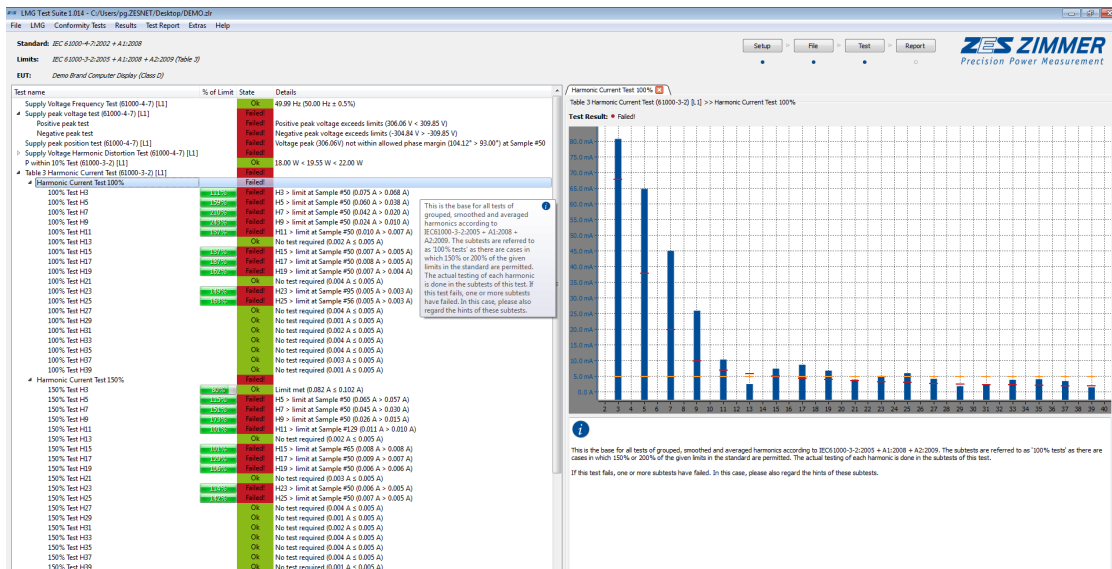 LMG Test Suite 1.014 - C:/Users/pg.ZESNET/Desktop/DEMO.zlr
File LMG Conformity Tests Results Test Report Extras Help
Standard: IEC 61000-4-7:2002 + A1:2008
Limits: IEC 61000-3-2:2005 + A1:2008 + A2:2009 (Table 3)
EUT: Demo Brand Computer Display (Class D)
Setup File Test Report
ZES ZIMMER
Precision Power Measurement
Test name % of Limit State Details
Supply Voltage Frequency Test (61000-4-7) [L1] Ok 49.99 Hz (50.00 Hz ± 0.5%)
Supply peak voltage test (61000-4-7) [L1] Failed!
Positive peak test Failed! Positive peak voltage exceeds limits (306.06 V < 309.85 V)
Negative peak test Failed! Negative peak voltage exceeds limits (-304.84 V > -309.85 V)
Supply peak position test (61000-4-7) [L1] Failed! Voltage peak (306.06V) not within allowed phase margin (104.12° > 93.00°) at Sample #50
Supply Voltage Harmonic Distortion Test (61000-4-7) [L1] Failed!
P within 10% Test (61000-3-2) [L1] Ok 18.00 W < 19.55 W < 22.00 W
Table 3 Harmonic Current Test (61000-3-2) [L1] Failed!
Harmonic Current Test 100% Failed!
100% Test H3 111% Failed! H3 > limit at Sample #50 (0.075 A > 0.068 A)
100% Test H5 159% Failed! H5 > limit at Sample #50 (0.060 A > 0.038 A)
100% Test H7 Failed! H7 > limit at Sample #50 (0.042 A > 0.020 A)
100% Test H9 Failed! H9 > limit at Sample #50 (0.024 A > 0.010 A)
100% Test H11 Failed! H11 > limit at Sample #50 (0.010 A > 0.007 A)
100% Test H13 Ok No test required (0.002 A ≤ 0.005 A)
100% Test H15 Failed! H15 > limit at Sample #50 (0.007 A > 0.005 A)
100% Test H17 Failed! H17 > limit at Sample #50 (0.008 A > 0.005 A)
100% Test H19 Failed! H19 > limit at Sample #50 (0.007 A > 0.004 A)
100% Test H21 Ok No test required (0.004 A ≤ 0.005 A)
100% Test H23 Failed! H23 > limit at Sample #95 (0.005 A > 0.003 A)
100% Test H25 Failed! H25 > limit at Sample #56 (0.005 A > 0.003 A)
100% Test H27 Ok No test required (0.004 A ≤ 0.005 A)
100% Test H29 Ok No test required (0.001 A ≤ 0.005 A)
100% Test H31 Ok No test required (0.002 A ≤ 0.005 A)
100% Test H33 Ok No test required (0.004 A ≤ 0.005 A)
100% Test H35 Ok No test required (0.004 A ≤ 0.005 A)
100% Test H37 Ok No test required (0.003 A ≤ 0.005 A)
100% Test H39 Ok No test required (0.001 A ≤ 0.005 A)
Harmonic Current Test 150% Failed!
150% Test H3 80% Ok Limit met (0.082 A ≤ 0.102 A)
150% Test H5 Failed! H5 > limit at Sample #50 (0.065 A > 0.057 A)
150% Test H7 151% Failed! H7 > limit at Sample #50 (0.045 A > 0.030 A)
150% Test H9 Failed! H9 > limit at Sample #50 (0.026 A > 0.015 A)
150% Test H11 101% Failed! H11 > limit at Sample #129 (0.011 A > 0.010 A)
150% Test H13 Ok No test required (0.002 A ≤ 0.005 A)
150% Test H15 101% Failed! H15 > limit at Sample #65 (0.008 A > 0.008 A)
150% Test H17 Failed! H17 > limit at Sample #50 (0.009 A > 0.007 A)
150% Test H19 Failed! H19 > limit at Sample #50 (0.006 A > 0.006 A)
150% Test H21 Ok No test required (0.003 A ≤ 0.005 A)
150% Test H23 Failed! H23 > limit at Sample #50 (0.006 A > 0.005 A)
150% Test H25 142% Failed! H25 > limit at Sample #50 (0.007 A > 0.005 A)
150% Test H27 Ok No test required (0.004 A ≤ 0.005 A)
150% Test H29 Ok No test required (0.001 A ≤ 0.005 A)
150% Test H31 Ok No test required (0.002 A ≤ 0.005 A)
150% Test H33 Ok No test required (0.004 A ≤ 0.005 A)
150% Test H35 Ok No test required (0.004 A ≤ 0.005 A)
150% Test H37 Ok No test required (0.004 A ≤ 0.005 A)
150% Test H39 Ok No test required (0.001 A ≤ 0.005 A)
This is the base for all tests of
grouped, smoothed and averaged
harmonics according to
IEC61000-3-2:2005 + A1:2008 +
A2:2009. The subtests are referred to
as '100% tests' as there are cases in
which 150% or 200% of the given
limits in the standard are permitted.
The actual testing of each harmonic
is done in the subtests of this test. If
this test fails, one or more subtests
have failed. In this case, please also
regard the hints of these subtests.
Harmonic Current Test 100%
Table 3 Harmonic Current Test (61000-3-2) [L1] >> Harmonic Current Test 100%
Test Result: Failed!
80.0 mA
75.0 mA
70.0 mA
65.0 mA
60.0 mA
55.0 mA
50.0 mA
45.0 mA
40.0 mA
35.0 mA
30.0 mA
25.0 mA
20.0 mA
15.0 mA
10.0 mA
5.0 mA
0.0 A
2 3 4 5 6 7 8 9 10 11 12 13 14 15 16 17 18 19 20 21 22 23 24 25 26 27 28 29 30 31 32 33 34 35 36 37 38 39 40
This is the base for all tests of grouped, smoothed and averaged harmonics according to IEC61000-3-2:2005 + A1:2008 + A2:2009. The subtests are referred to as '100% tests' as there are
cases in which 150% or 200% of the given limits in the standard are permitted. The actual testing of each harmonic is done in the subtests of this test.
If this test fails, one or more subtests have failed. In this case, please also regard the hints of these subtests.